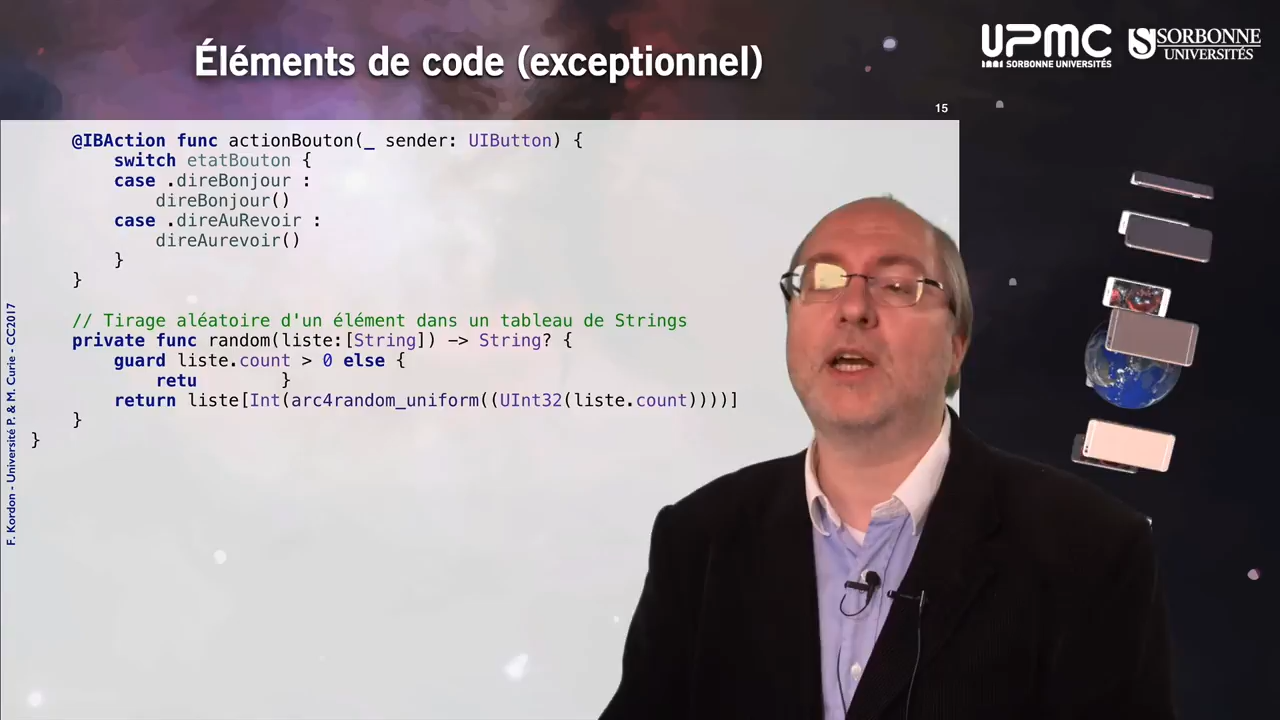 Éléments de code (exceptionnel)
UPMC
SORBONNE UNIVERSITÉS
SORBONNE
UNIVERSITÉS
15
@IBAction func actionBouton(_ sender: UIButton) {
switch etatBouton {
case .direBonjour :
direBonjour()
case .direAuRevoir :
direAurevoir()
}
}
// Tirage aléatoire d'un élément dans un tableau de Strings
private func random(liste:[String]) -> String? {
guard liste.count > 0 else {
retu }
return liste[Int(arc4random_uniform((UInt32(liste.count))))]
}
}
F. Kordon - Université P. & M. Curie - CC2017